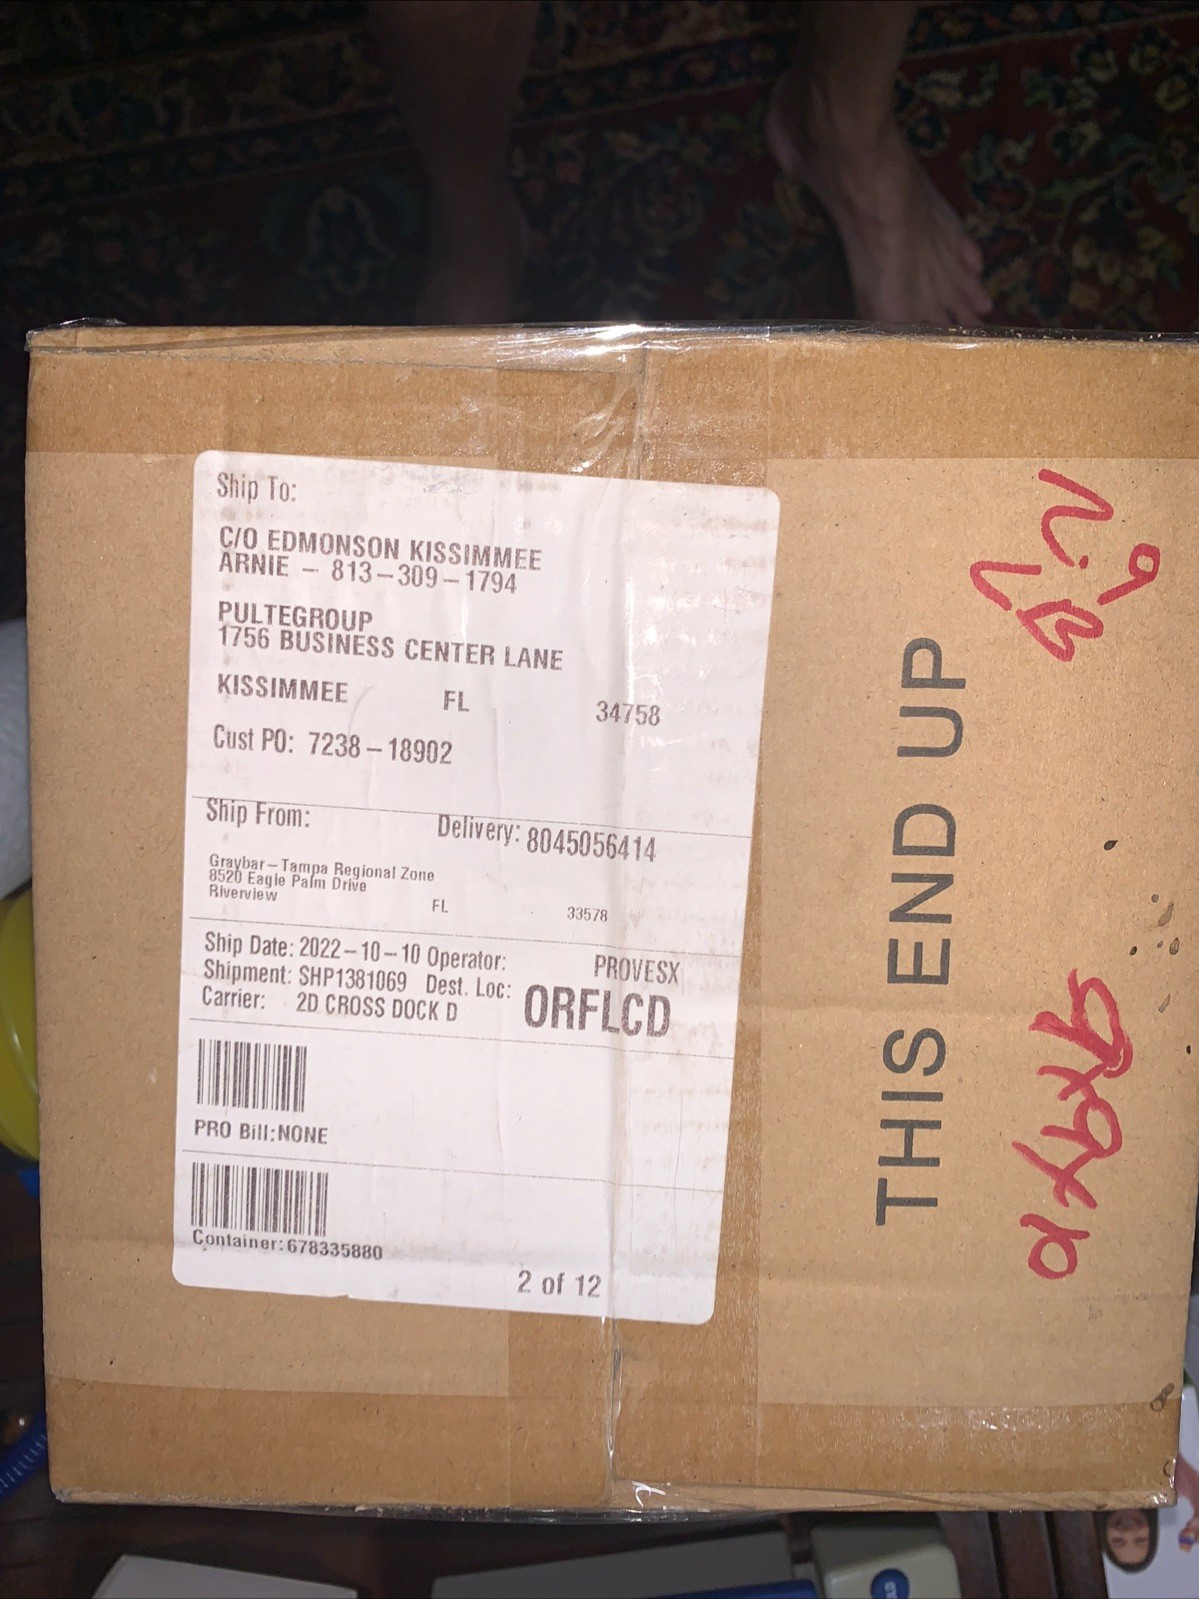 Ship To:
C/O EDMONSON KISSIMMEE
ARNIE - 813-309-1794
PULTEGROUP
1756 BUSINESS CENTER LANE
KISSIMMEE FL 34758
Cust PO: 7238-18902
Ship From: Delivery: 8045056414
Graybar-Tampa Regional Zone
8520 Eagle Palm Drive
Riverview FL 33578
Ship Date: 2022-10-10 Operator: PROVESX
Shipment: SHP1381069 Dest. Loc: ORFLCD
Carrier: 2D CROSS DOCK D
PRO Bill:NONE
Container:678335880
2 of 12
THIS END UP
9x9x10